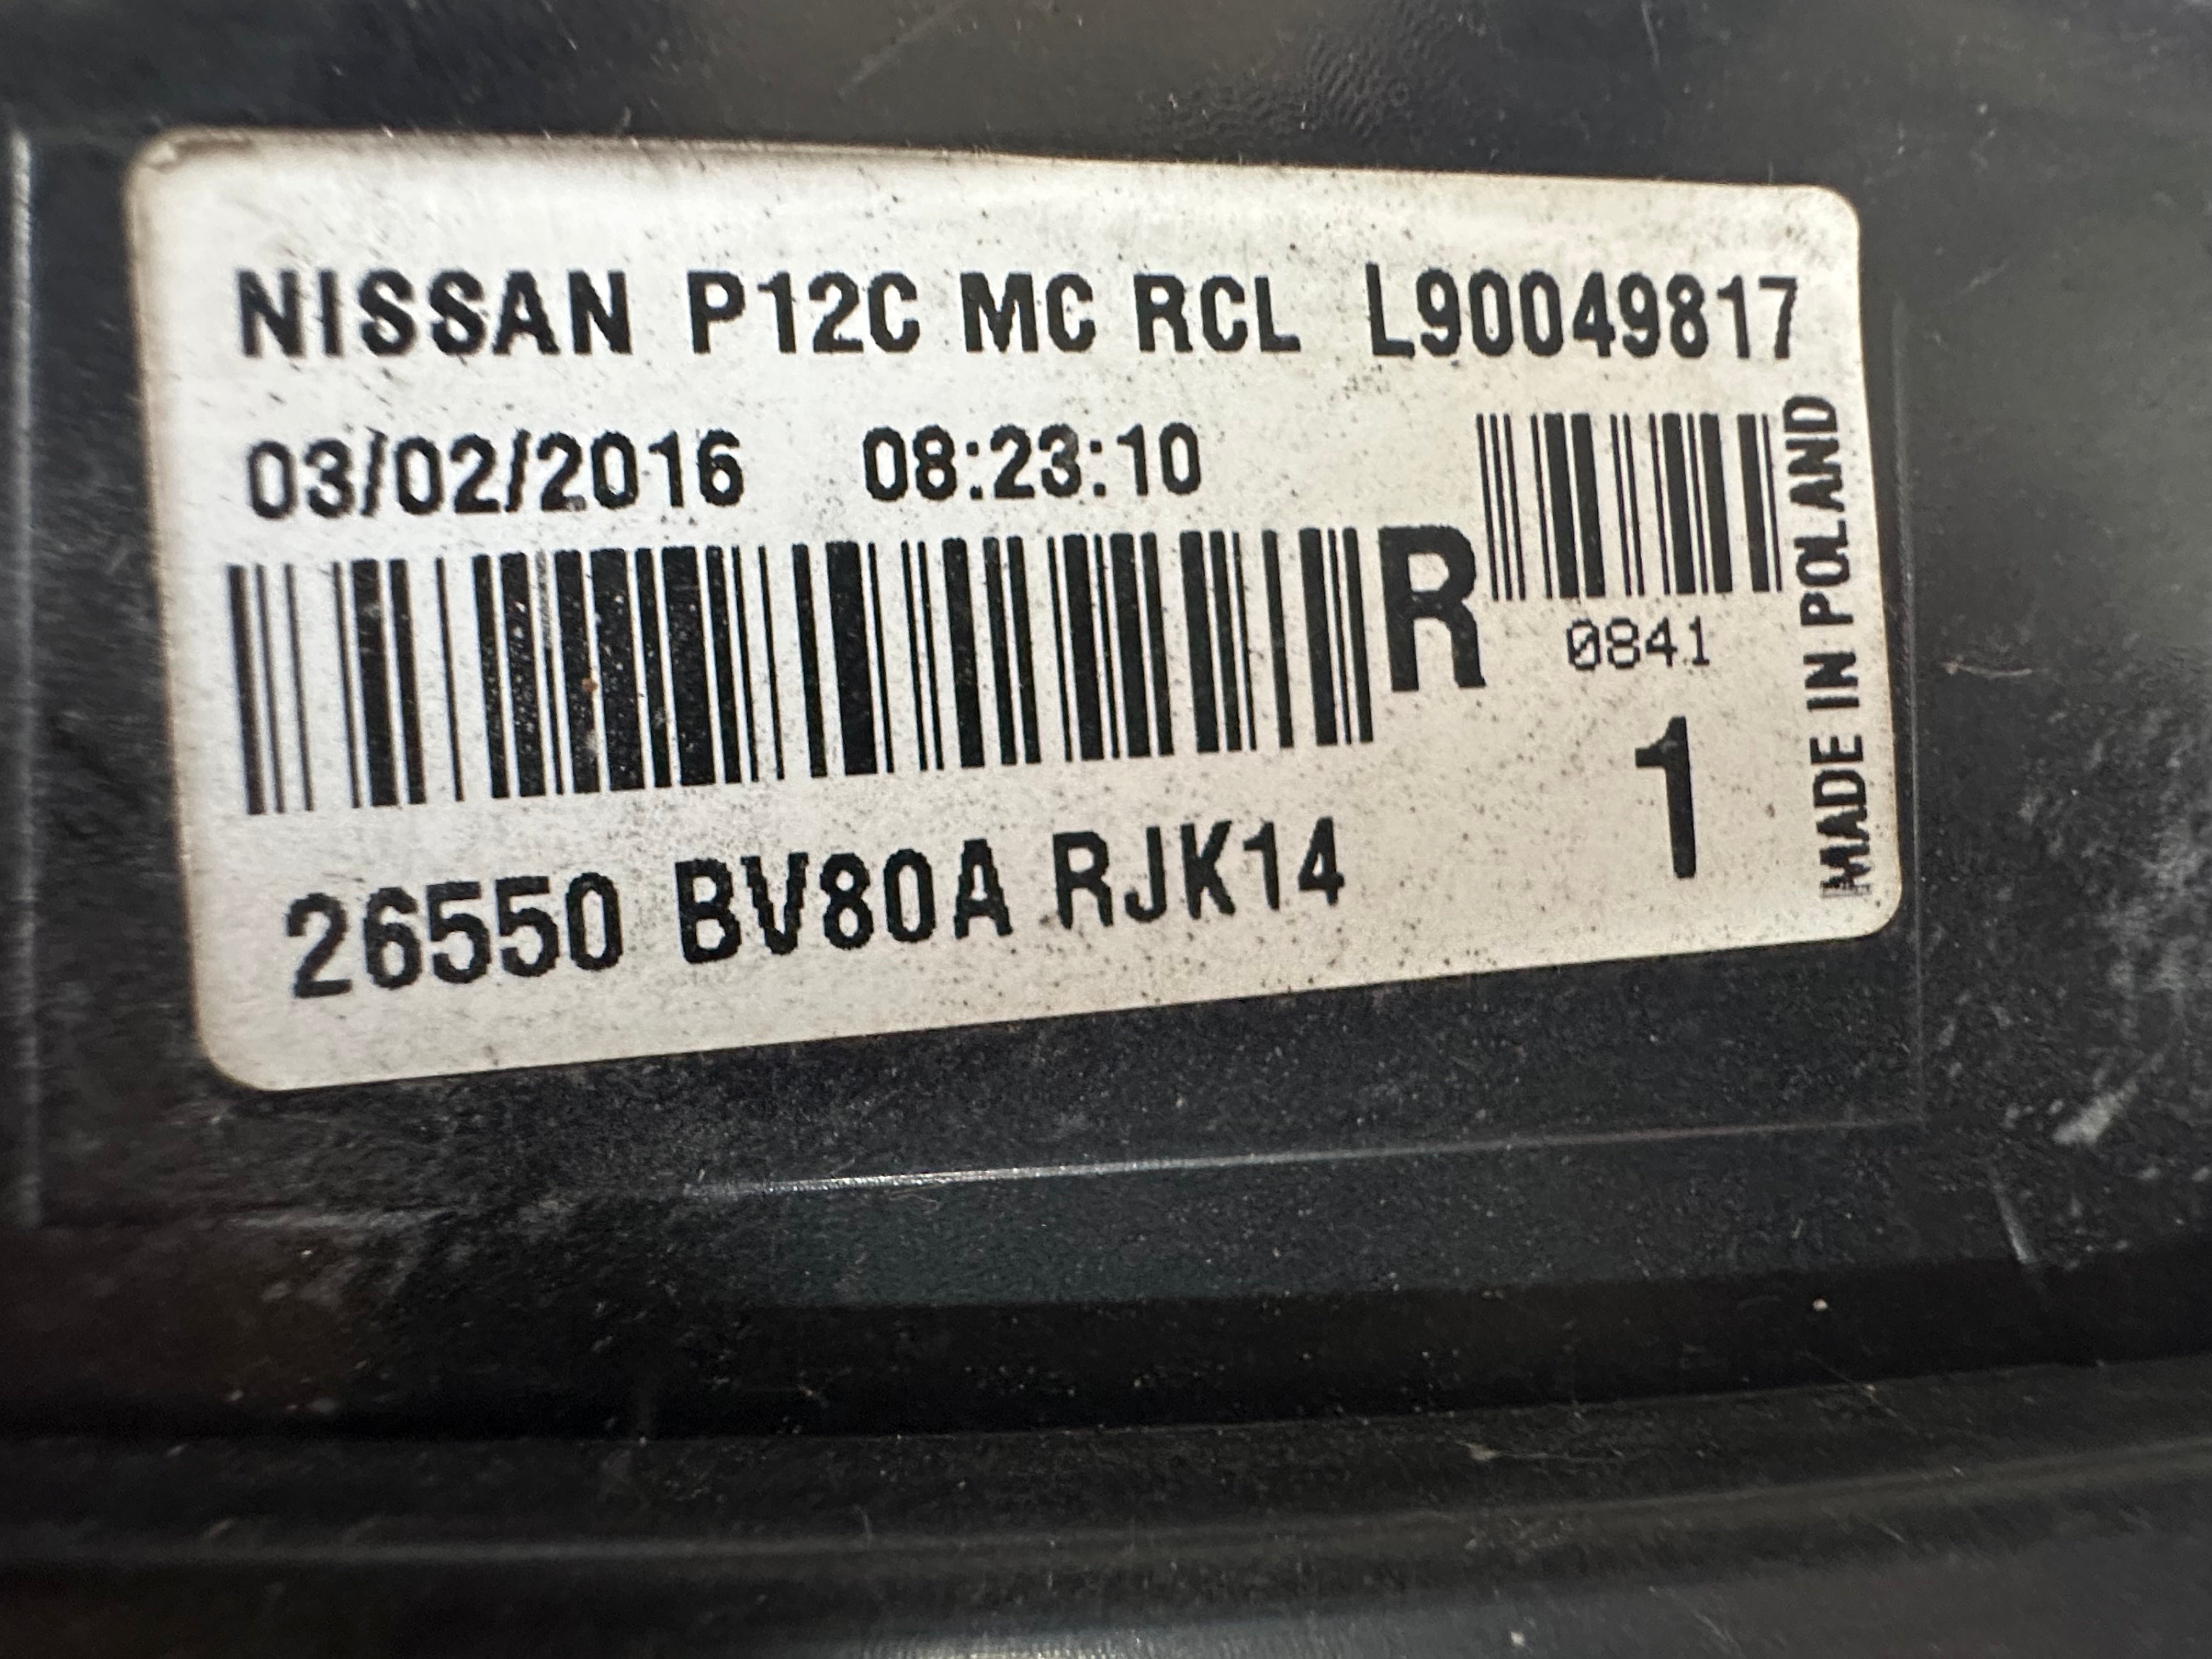 NISSAN P12C MC RCL L90049817
03/02/2016 08:23:10
R
0841
1
MADE IN POLAND
26550 BV80A RJK14